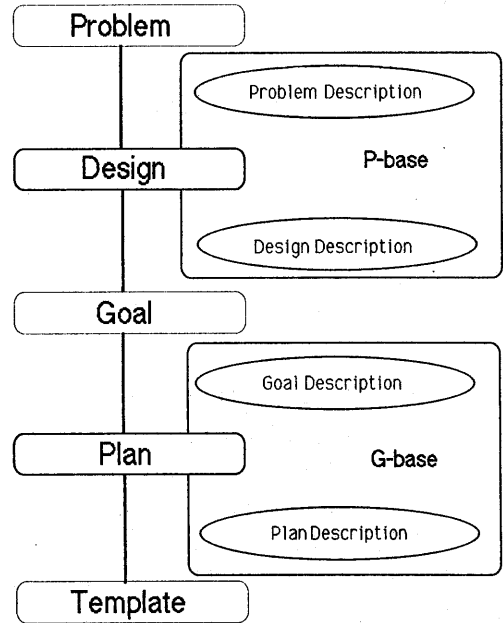 Problem
Problem Description
P-base
Design
Design Description
Goal
Goal Description
Plan
G-base
Plan Description
Template